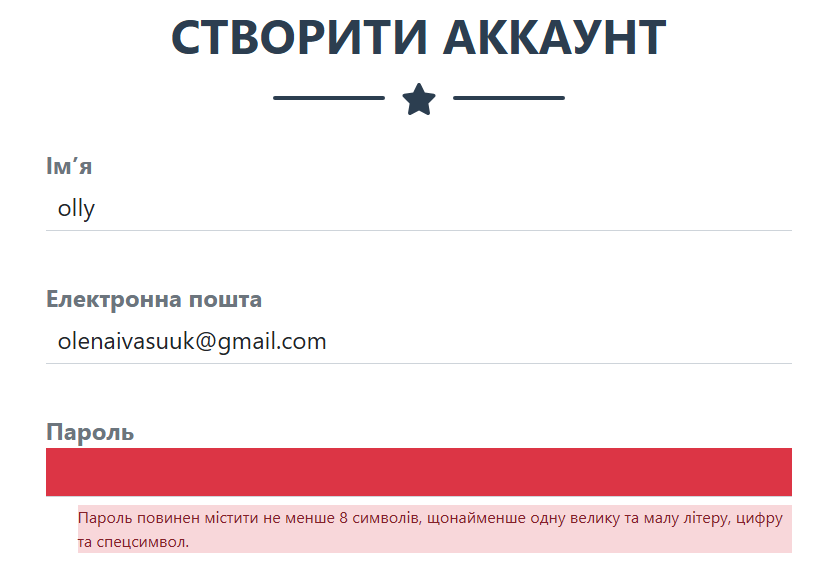 СТВОРИТИ АККАУНТ
Ім’я
olly
Електронна пошта
olenaivasuuk@gmail.com
Пароль
Пароль повинен містити не менше 8 символів, щонайменше одну велику та малу літеру, цифру
та спецсимвол.